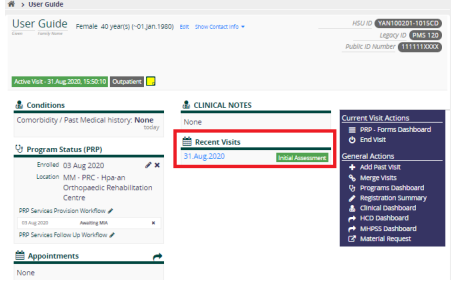 > User Guide
User Guide Female 40 year(s) (~01.Jan.1980) Edit Show Contact Info
Given Family Name
HSU ID YAN100201-1015CD
Legacy ID PMS 120
Public ID Number 111111XXXX
Active Visit - 31.Aug.2020, 15:50:10 Outpatient
Conditions
Comorbidity / Past Medical history: None
today
Program Status (PRP)
Enrolled 03 Aug 2020
Location MM - PRC - Hpa-an
Orthopaedic Rehabilitation
Centre
PRP Services Provision Workflow
03 Aug 2020 Awaiting MIA
PRP Services Follow Up Workflow
Appointments
None
CLINICAL NOTES
None
Recent Visits
31.Aug.2020 Initial Assessment
Current Visit Actions
PRP - Forms Dashboard
End Visit
General Actions
Add Past Visit
Merge Visits
Programs Dashboard
Registration Summary
Clinical Dashboard
HCD Dashboard
MHPSS Dashboard
Material Request